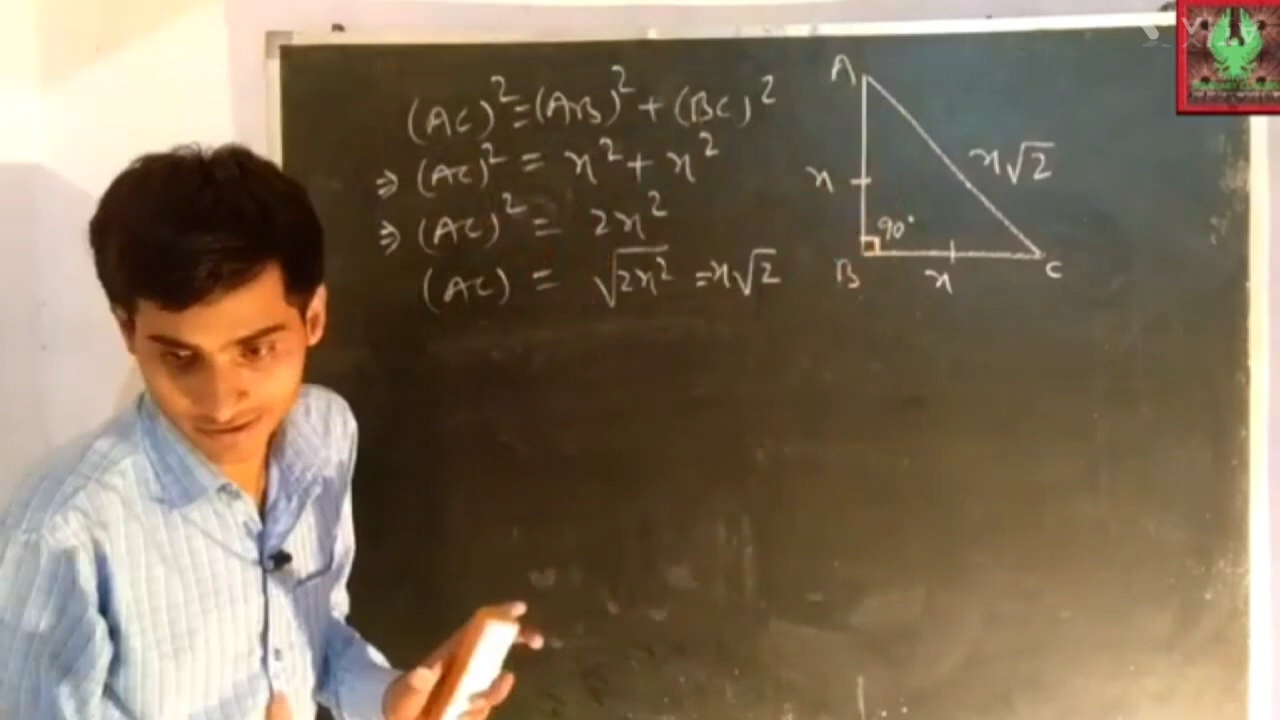 (AC)² = (AB)² + (BC)²
⇒ (AC)² = x² + x²
⇒ (AC)² = 2x²
(AC) = √2x² = x√2
A
x
x√2
90°
B
x
C